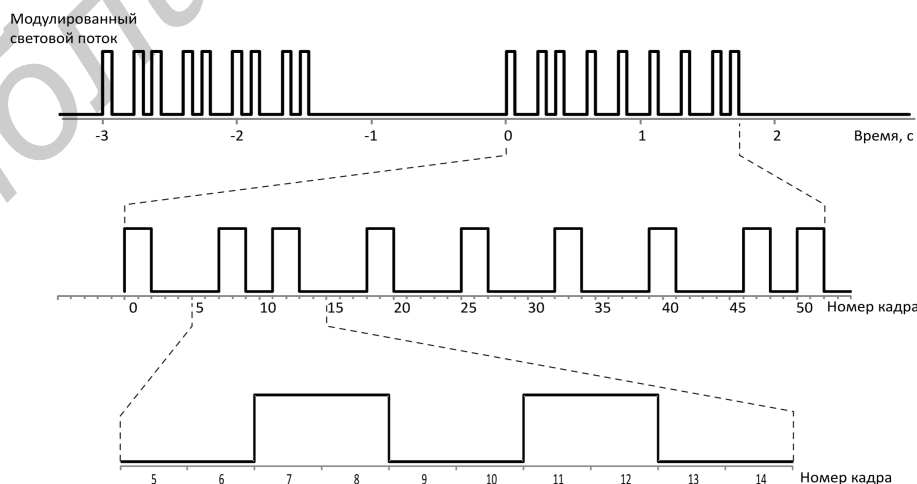 Модулированный
световой поток
-3 -2 -1 0 1 2 Время, с
0 5 10 15 20 25 30 35 40 45 50 Номер кадра
5 6 7 8 9 10 11 12 13 14 Номер кадра